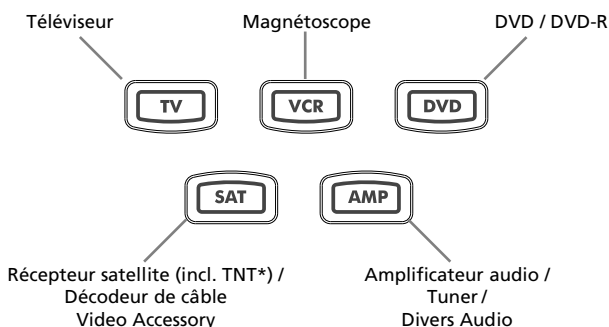 Téléviseur
Magnétoscope
DVD / DVD-R
TV
VCR
DVD
SAT
AMP
Récepteur satellite (incl. TNT*) /
Décodeur de câble
Video Accessory
Amplificateur audio /
Tuner /
Divers Audio